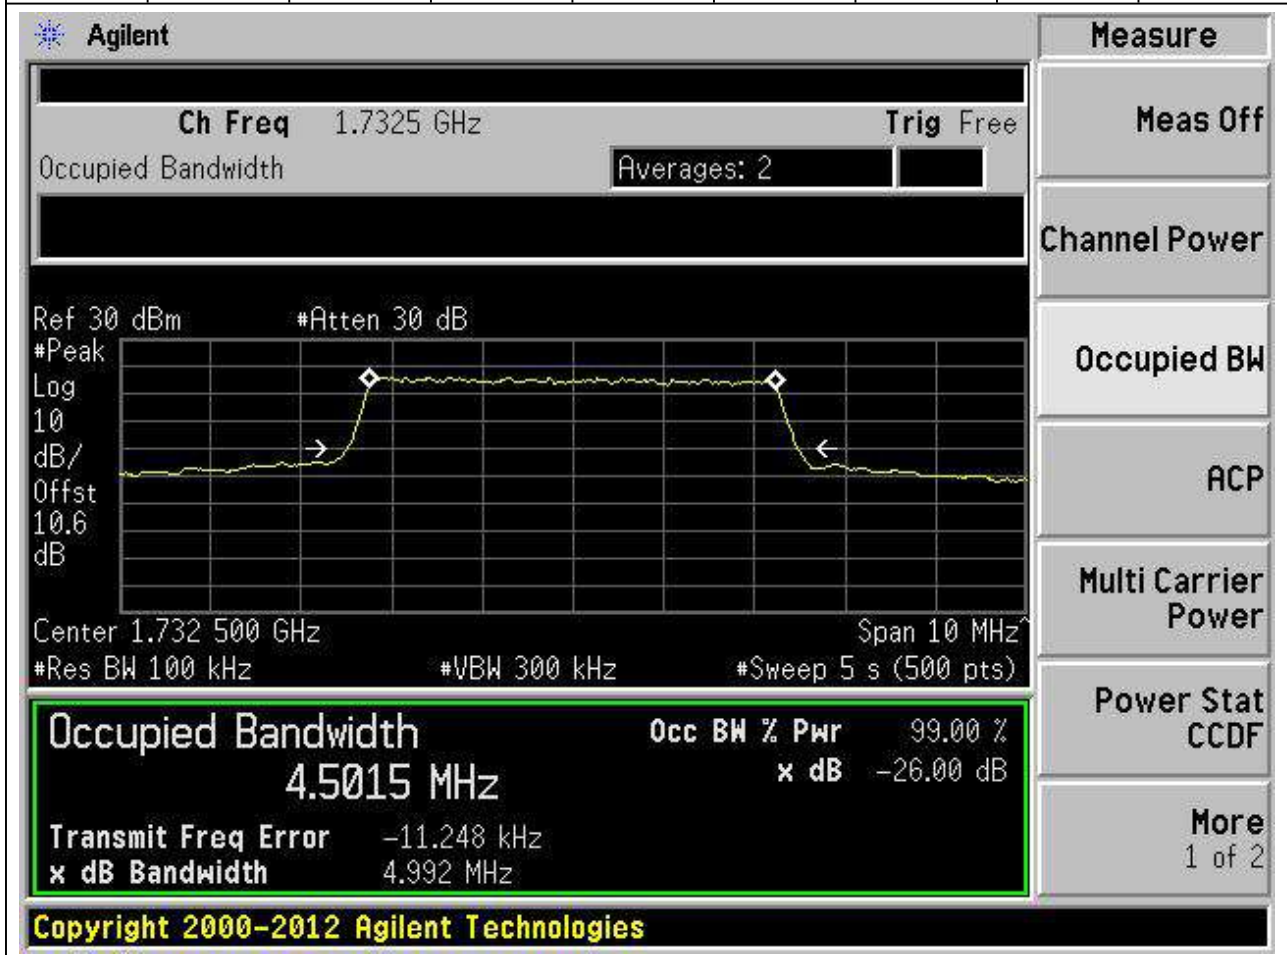 Agilent
Measure
Ch Freq 1.7325 GHz Trig Free
Occupied Bandwidth Averages: 2
Ref 30 dBm #Atten 30 dB
#Peak
Log
10
dB/
Offst
10.6
dB
Center 1.732 500 GHz Span 10 MHz^
#Res BW 100 kHz #VBW 300 kHz #Sweep 5 s (500 pts)
Occupied Bandwidth Occ BW % Pwr 99.00 %
4.5015 MHz x dB -26.00 dB
Transmit Freq Error -11.248 kHz
x dB Bandwidth 4.992 MHz
Copyright 2000-2012 Agilent Technologies
Meas Off
Channel Power
Occupied BW
ACP
Multi Carrier
Power
Power Stat
CCDF
More
1 of 2